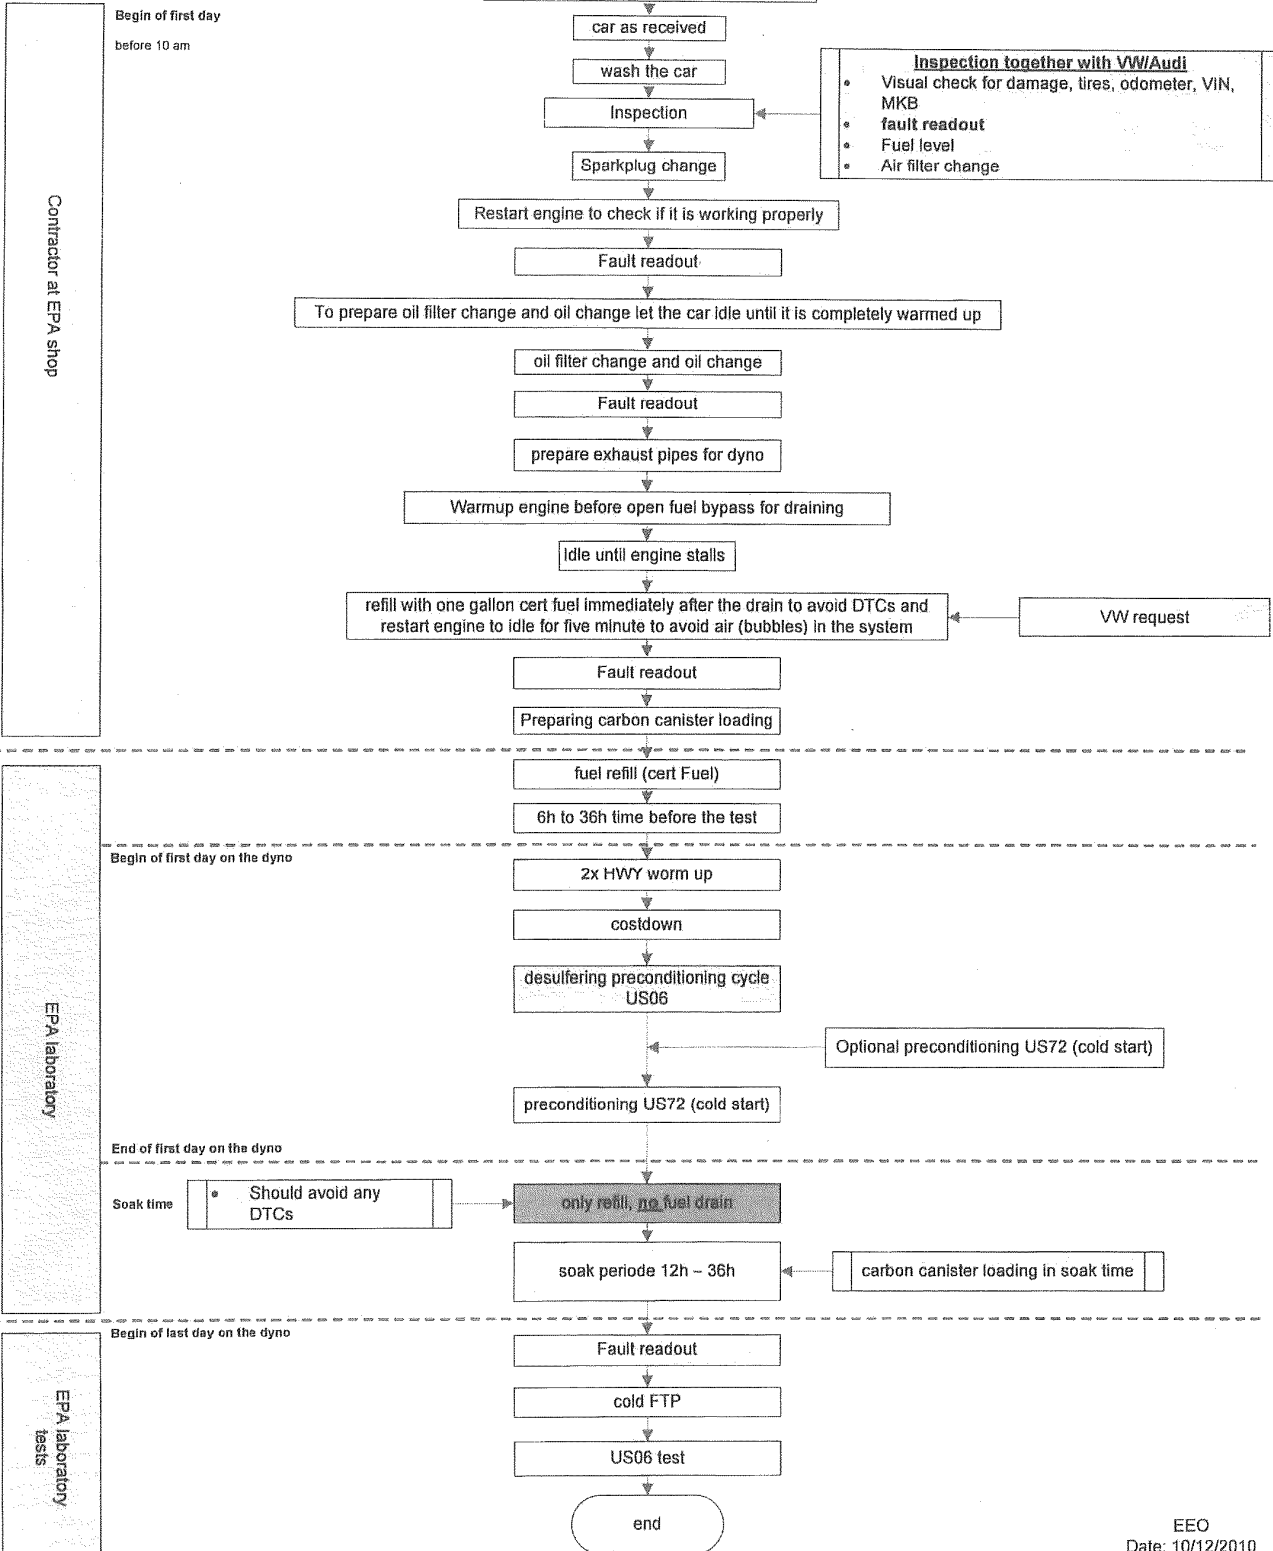 Begin of first day
before 10 am
car as received
wash the car
Inspection
Inspection together with VW/Audi
• Visual check for damage, tires, odometer, VIN,
MKB
• fault readout
• Fuel level
• Air filter change
Sparkplug change
Restart engine to check if it is working properly
Fault readout
To prepare oil filter change and oil change let the car idle until it is completely warmed up
oil filter change and oil change
Fault readout
prepare exhaust pipes for dyno
Warmup engine before open fuel bypass for draining
Idle until engine stalls
refill with one gallon cert fuel immediately after the drain to avoid DTCs and
restart engine to idle for five minute to avoid air (bubbles) in the system
VW request
Fault readout
Preparing carbon canister loading
Contractor at EPA shop
fuel refill (cert Fuel)
6h to 36h time before the test
Begin of first day on the dyno
2x HWY worm up
costdown
desulfering preconditioning cycle
US06
Optional preconditioning US72 (cold start)
preconditioning US72 (cold start)
EPA laboratory
End of first day on the dyno
Soak time
• Should avoid any
DTCs
only refill, no fuel drain
soak periode 12h – 36h
carbon canister loading in soak time
Begin of last day on the dyno
Fault readout
cold FTP
US06 test
end
EPA laboratory
tests
EEO
Date: 10/12/2010